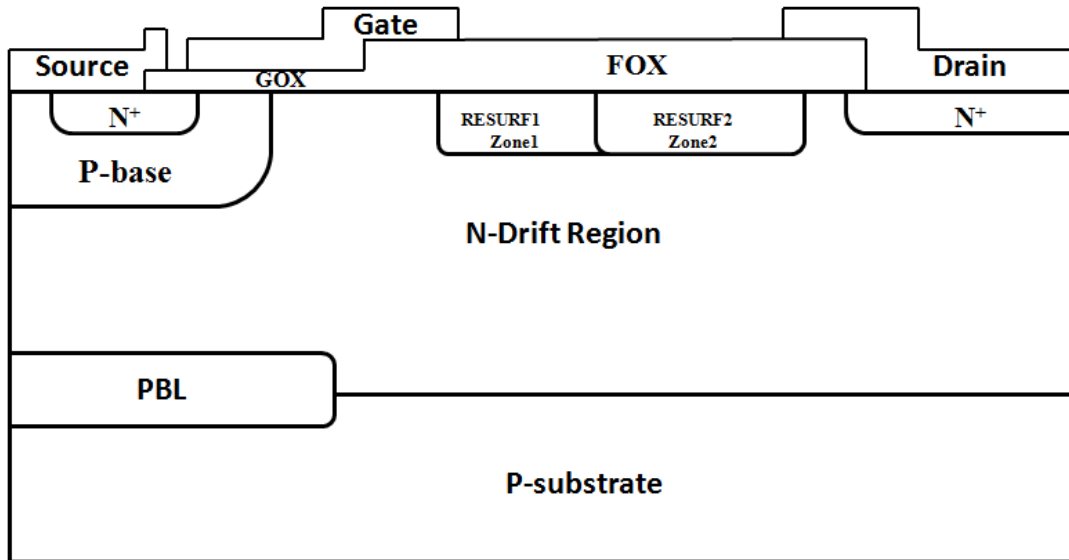 Gate
Source
GOX
FOX
Drain
N+
RESURF1
Zone1
RESURF2
Zone2
N+
P-base
N-Drift Region
PBL
P-substrate